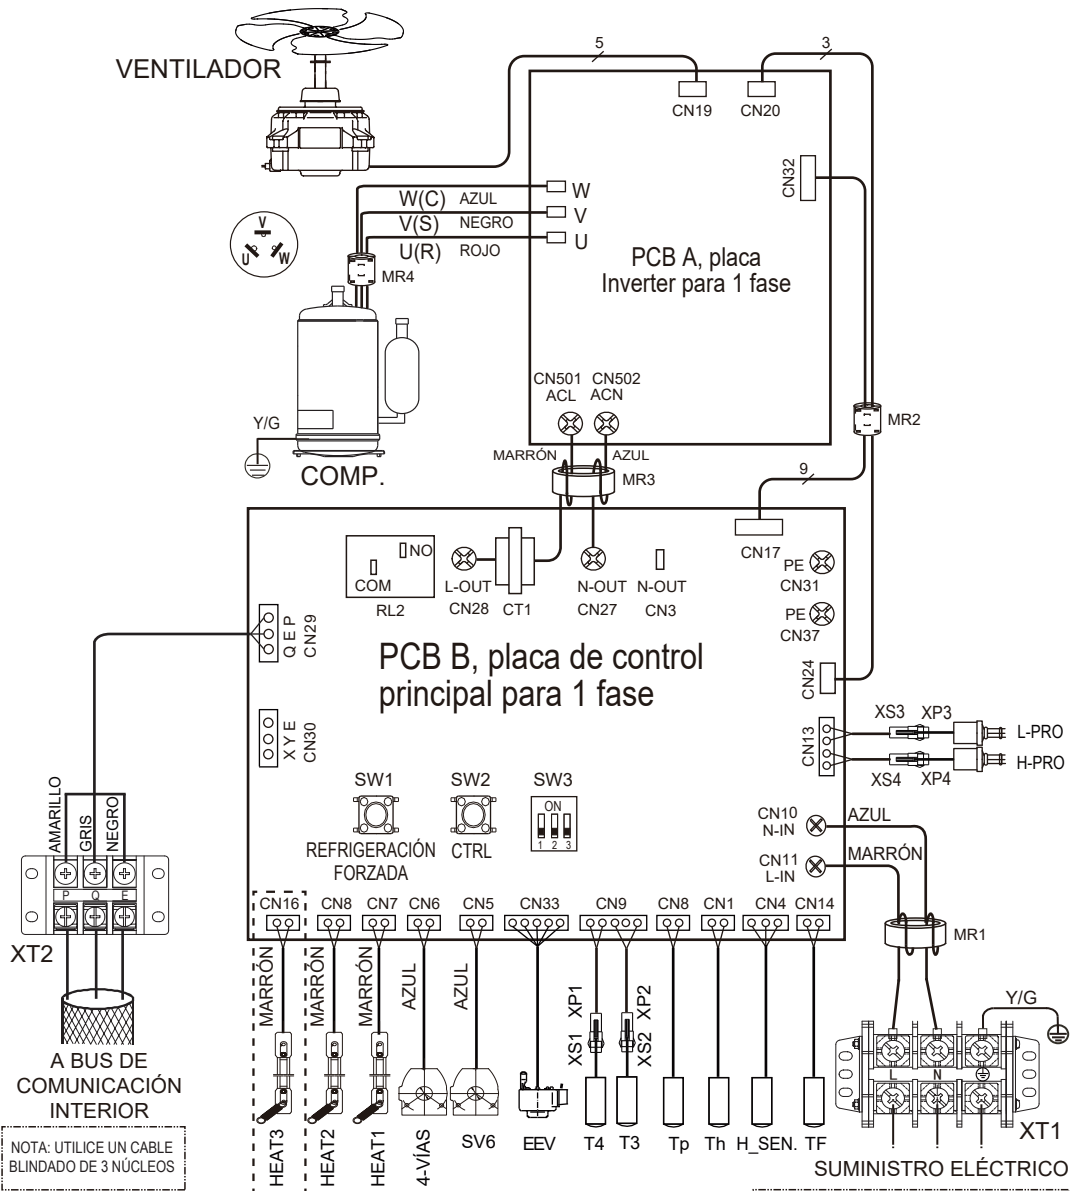 VENTILADOR
5
3
CN19
CN20
CN32
W(C) AZUL
V(S) NEGRO
U(R) ROJO
W
V
U
V
U
W
MR4
PCB A, placa
Inverter para 1 fase
CN501
ACL
CN502
ACN
Y/G
COMP.
MARRÓN
AZUL
MR3
MR2
9
CN17
NO
COM
RL2
L-OUT
CN28
CT1
N-OUT
CN27
N-OUT
CN3
PE
CN31
PE
CN37
Q E P
CN29
PCB B, placa de control
principal para 1 fase
CN24
X Y E
CN30
CN13
XS3
XP3
L-PRO
H-PRO
XS4
XP4
SW1
SW2
SW3
ON
1 2 3
REFRIGERACIÓN
FORZADA
CTRL
CN10
N-IN
AZUL
CN11
L-IN
MARRÓN
AMARILLO
GRIS
NEGRO
P
Q
E
XT2
CN16
CN8
CN7
CN6
CN5
CN33
CN9
CN8
CN1
CN4
CN14
MR1
MARRÓN
MARRÓN
MARRÓN
AZUL
AZUL
XS1
XP1
XS2
XP2
Y/G
A BUS DE
COMUNICACIÓN
INTERIOR
L
N
XT1
HEAT3
HEAT2
HEAT1
4-VÍAS
SV6
EEV
T4
T3
Tp
Th
H_SEN.
TF
NOTA: UTILICE UN CABLE
BLINDADO DE 3 NÚCLEOS
SUMINISTRO ELÉCTRICO